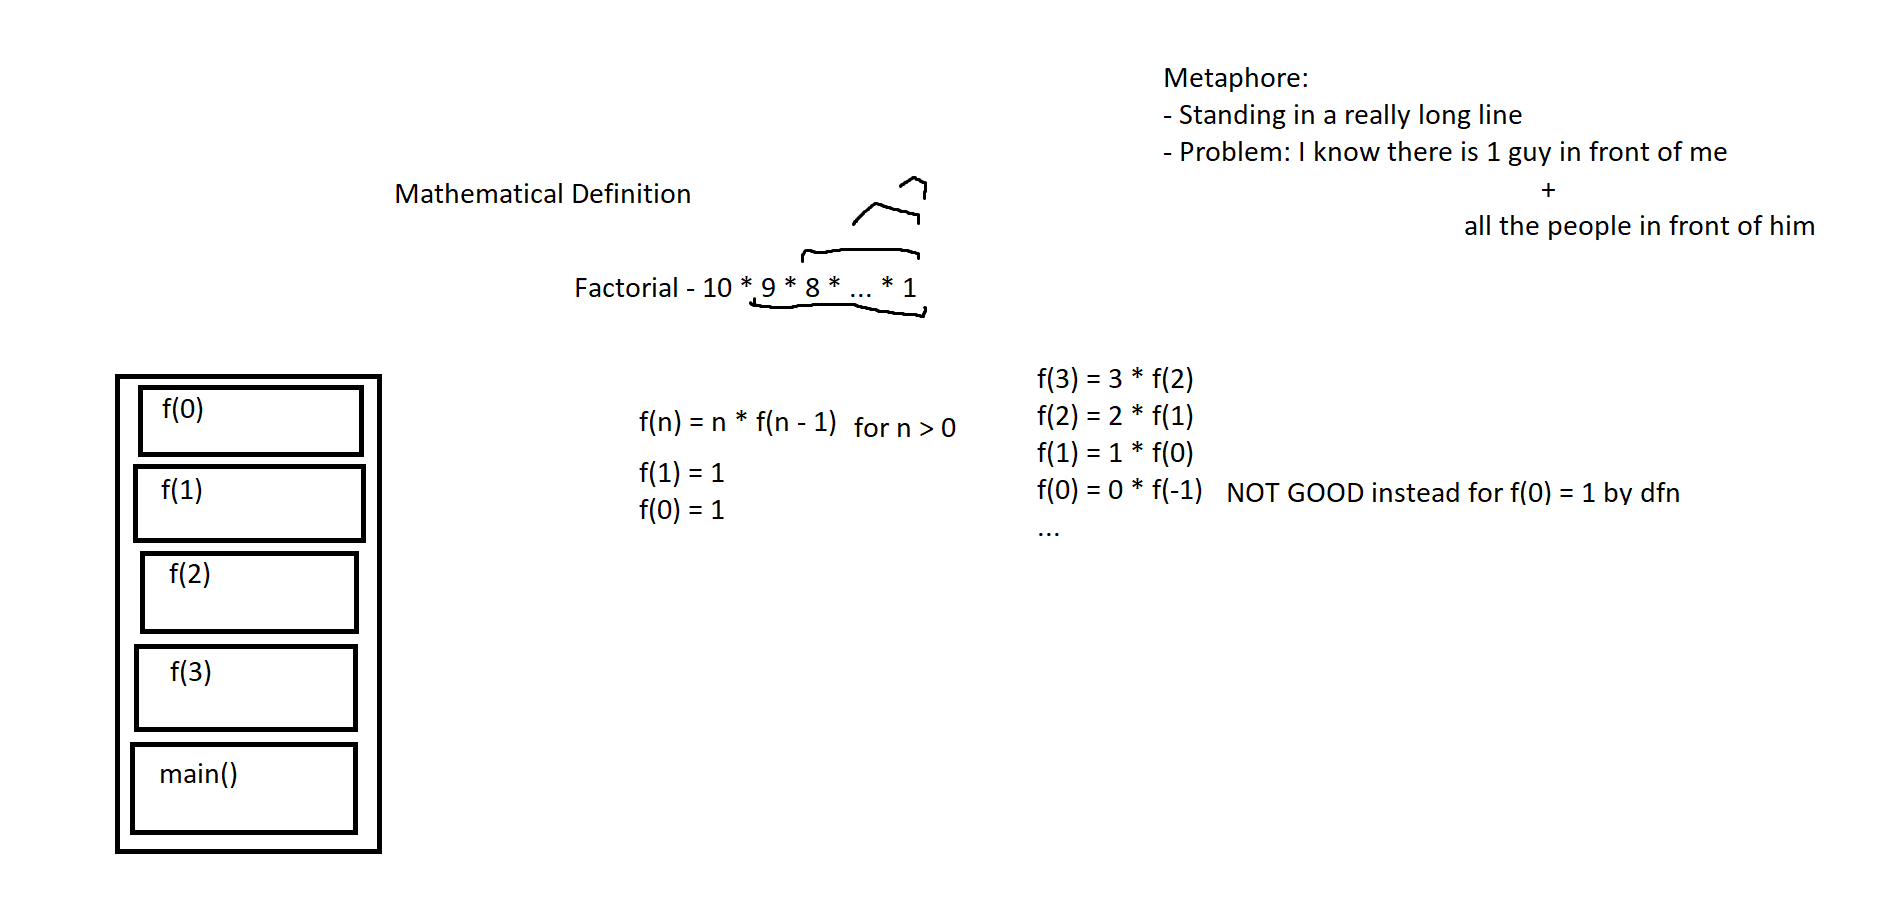 Metaphore:
- Standing in a really long line
- Problem: I know there is 1 guy in front of me
+
all the people in front of him
Mathematical Definition
Factorial - 10 * 9 * 8 * ... * 1
f(n) = n * f(n - 1) for n > 0
f(1) = 1
f(0) = 1
f(3) = 3 * f(2)
f(2) = 2 * f(1)
f(1) = 1 * f(0)
f(0) = 0 * f(-1) NOT GOOD instead for f(0) = 1 by dfn
...
f(0)
f(1)
f(2)
f(3)
main()